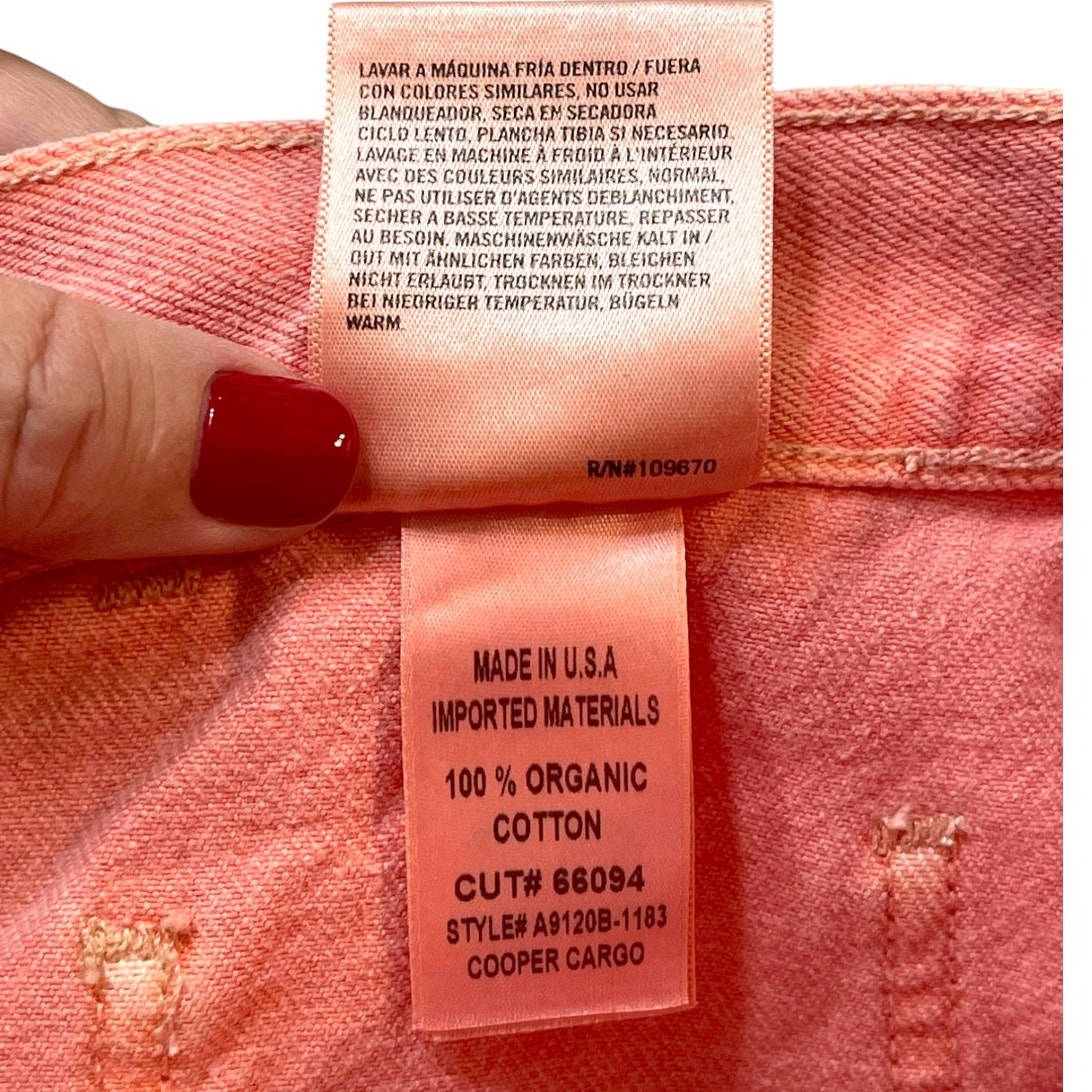 LAVAR A MÁQUINA FRÍA DENTRO / FUERA
CON COLORES SIMILARES, NO USAR
BLANQUEADOR, SECA EN SECADORA
CICLO LENTO, PLANCHA TIBIA SI NECESARIO.
LAVAGE EN MACHINE À FROID À L'INTÉRIEUR
AVEC DES COULEURS SIMILAIRES, NORMAL,
NE PAS UTILISER D'AGENTS DEBLANCHIMENT,
SECHER A BASSE TEMPERATURE, REPASSER
AU BESOIN. MASCHINENWÄSCHE KALT IN /
OUT MIT ÄHNLICHEN FARBEN, BLEICHEN
NICHT ERLAUBT, TROCKNEN IM TROCKNER
BEI NIEDRIGER TEMPERATUR, BÜGELN
WARM.
R/N#109670
MADE IN U.S.A
IMPORTED MATERIALS
100 % ORGANIC
COTTON
CUT# 66094
STYLE# A9120B-1183
COOPER CARGO